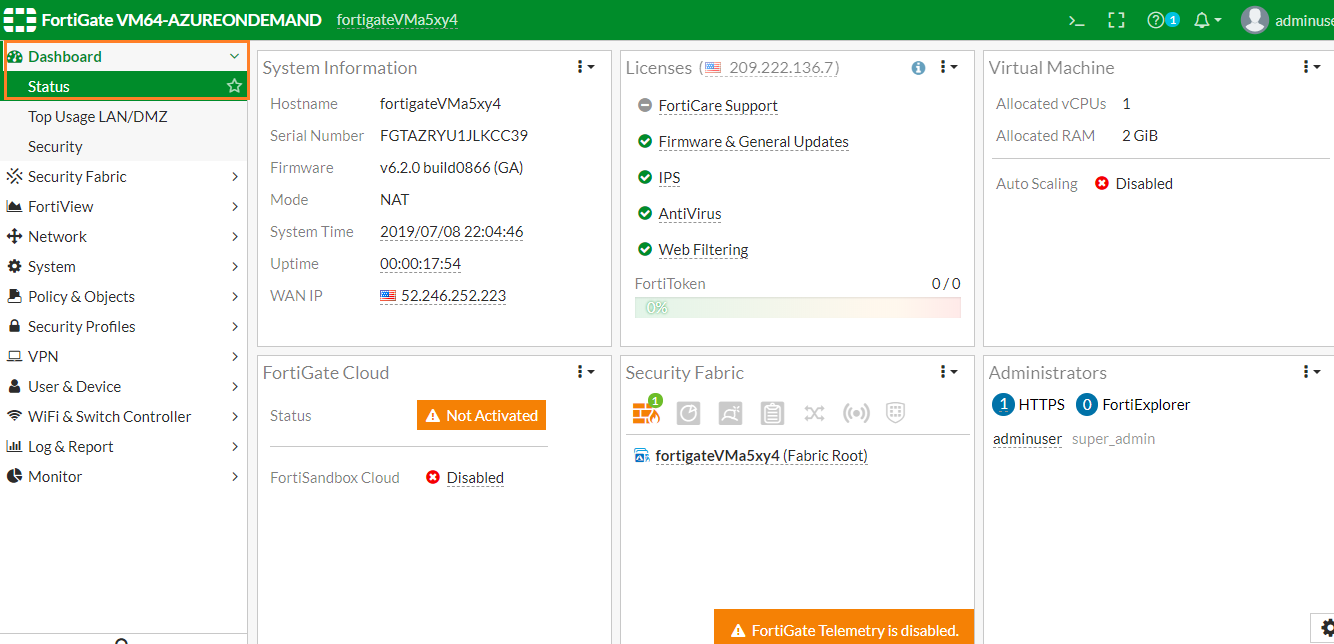 FortiGate VM64-AZUREONDEMAND fortigateVMa5xy4 >_ ? 1 adminuse
Dashboard
Status
Top Usage LAN/DMZ
Security
Security Fabric
FortiView
Network
System
Policy & Objects
Security Profiles
VPN
User & Device
WiFi & Switch Controller
Log & Report
Monitor
System Information
Hostname fortigateVMa5xy4
Serial Number FGTAZRYU1JLKCC39
Firmware v6.2.0 build0866 (GA)
Mode NAT
System Time 2019/07/08 22:04:46
Uptime 00:00:17:54
WAN IP 52.246.252.223
Licenses (209.222.136.7)
FortiCare Support
Firmware & General Updates
IPS
AntiVirus
Web Filtering
FortiToken 0 / 0
0%
Virtual Machine
Allocated vCPUs 1
Allocated RAM 2 GiB
Auto Scaling Disabled
FortiGate Cloud
Status Not Activated
FortiSandbox Cloud Disabled
Security Fabric
1
fortigateVMa5xy4 (Fabric Root)
FortiGate Telemetry is disabled.
Administrators
1 HTTPS 0 FortiExplorer
adminuser super_admin